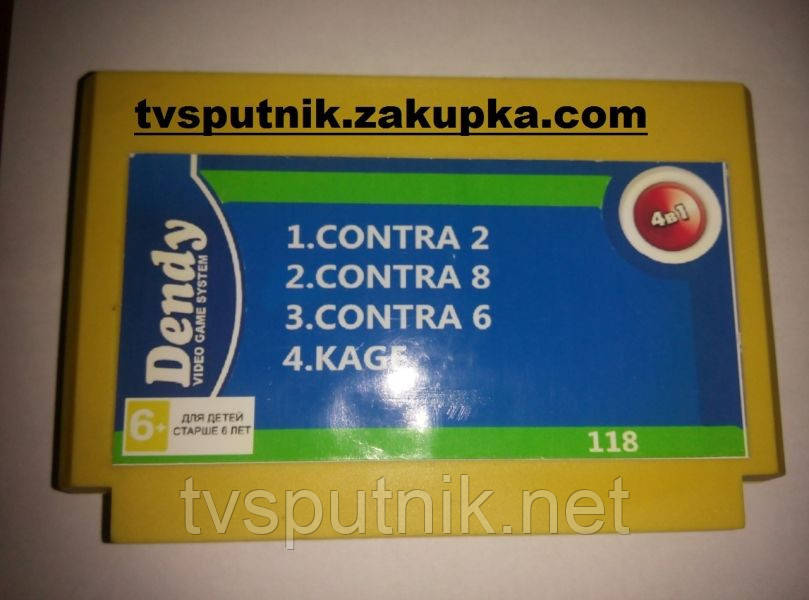 tvsputnik.zakupka.com
Dendy
VIDEO GAME SYSTEM
4в1
1.CONTRA 2
2.CONTRA 8
3.CONTRA 6
4.KAGE
6+
ДЛЯ ДЕТЕЙ
СТАРШЕ 6 ЛЕТ
118
tvsputnik.net